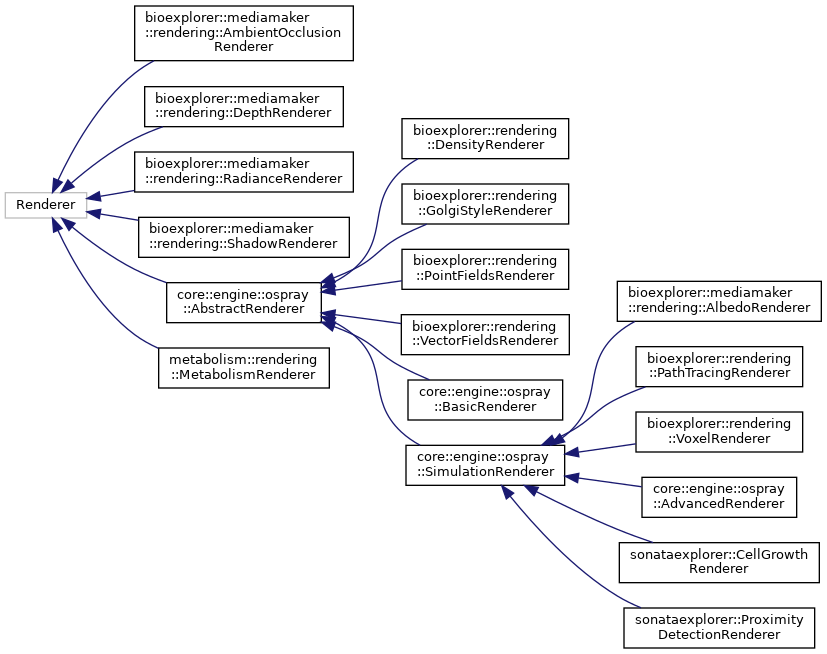 bioexplorer::mediamaker
::rendering::AmbientOcclusion
Renderer
bioexplorer::mediamaker
::rendering::DepthRenderer
bioexplorer::mediamaker
::rendering::RadianceRenderer
Renderer
bioexplorer::mediamaker
::rendering::ShadowRenderer
core::engine::ospray
::AbstractRenderer
metabolism::rendering
::MetabolismRenderer
bioexplorer::rendering
::DensityRenderer
bioexplorer::rendering
::GolgiStyleRenderer
bioexplorer::rendering
::PointFieldsRenderer
bioexplorer::rendering
::VectorFieldsRenderer
core::engine::ospray
::BasicRenderer
core::engine::ospray
::SimulationRenderer
bioexplorer::mediamaker
::rendering::AlbedoRenderer
bioexplorer::rendering
::PathTracingRenderer
bioexplorer::rendering
::VoxelRenderer
core::engine::ospray
::AdvancedRenderer
sonataexplorer::CellGrowth
Renderer
sonataexplorer::Proximity
DetectionRenderer